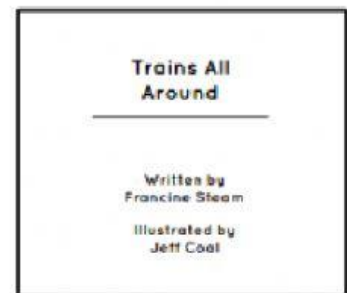 Trains All
Around
Written by
Francine Steam
Illustrated by
Jeff Coal